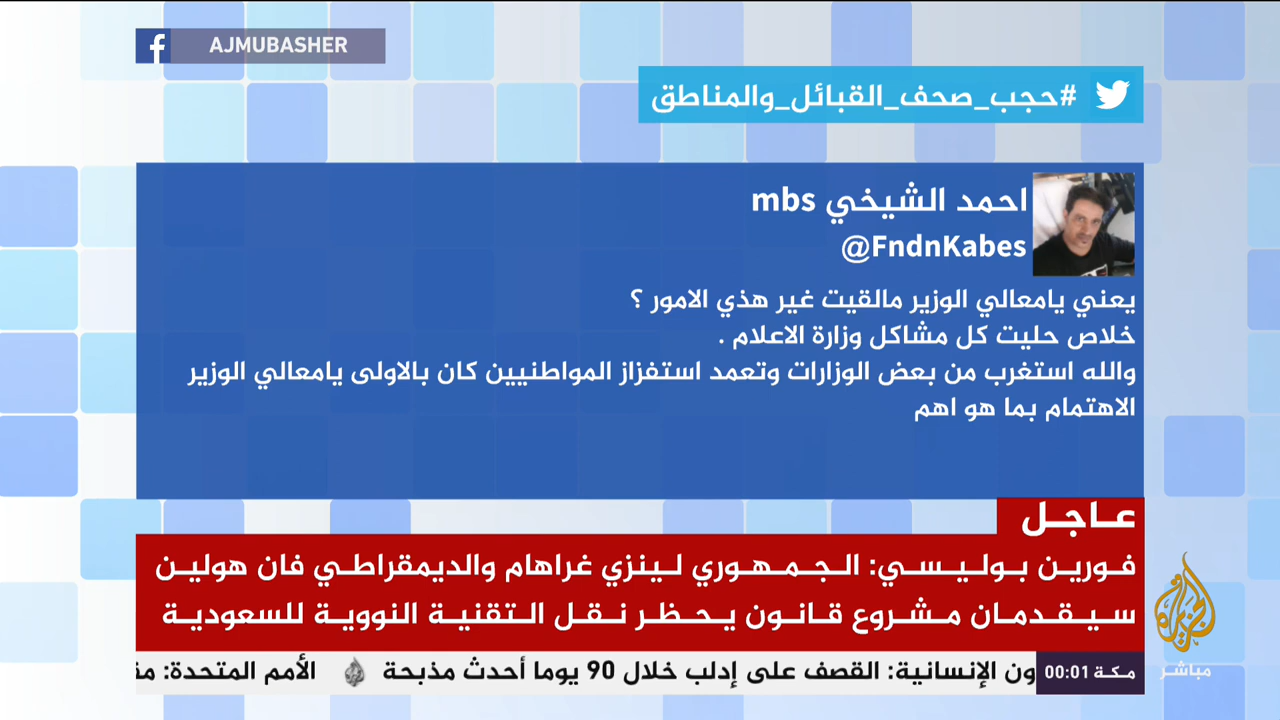 AJMUBASHER
#حجب_صحف_القبائل_والمناطق
احمد الشيخي mbs
@FndnKabes
يعني يامعالي الوزير مالقيت غير هذي الامور ؟
خلاص حليت كل مشاكل وزارة الاعلام .
والله استغرب من بعض الوزارات وتعمد استفزاز المواطنيين كان بالاولى يامعالي الوزير
الاهتمام بما هو اهم
عـاجـل
فورين بوليسي: الجمهوري لينزي غراهام والديمقراطي فان هولين
سيقدمان مشروع قانون يحظر نقل التقنية النووية للسعودية
مكة 00:01
ون الإنسانية: القصف على إدلب خلال 90 يوما أحدث مذبحة
الأمم المتحدة: مق
الجزيرة
مباشر